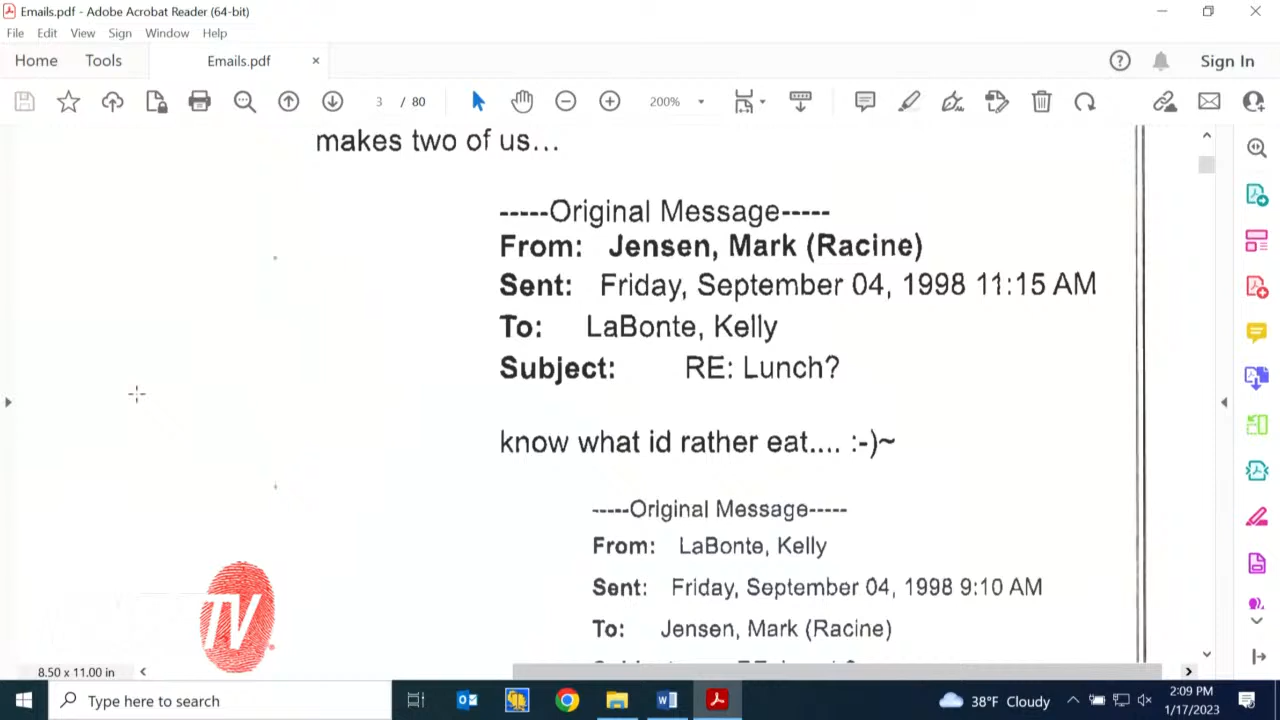 Emails.pdf - Adobe Acrobat Reader (64-bit)
File Edit View Sign Window Help
Home Tools Emails.pdf × Sign In
3 / 80 200%
makes two of us...
-----Original Message-----
From: Jensen, Mark (Racine)
Sent: Friday, September 04, 1998 11:15 AM
To: LaBonte, Kelly
Subject: RE: Lunch?
know what id rather eat.... :-)~
-----Original Message-----
From: LaBonte, Kelly
Sent: Friday, September 04, 1998 9:10 AM
To: Jensen, Mark (Racine)
TV
8.50 x 11.00 in
Type here to search
38°F Cloudy
2:09 PM
1/17/2023